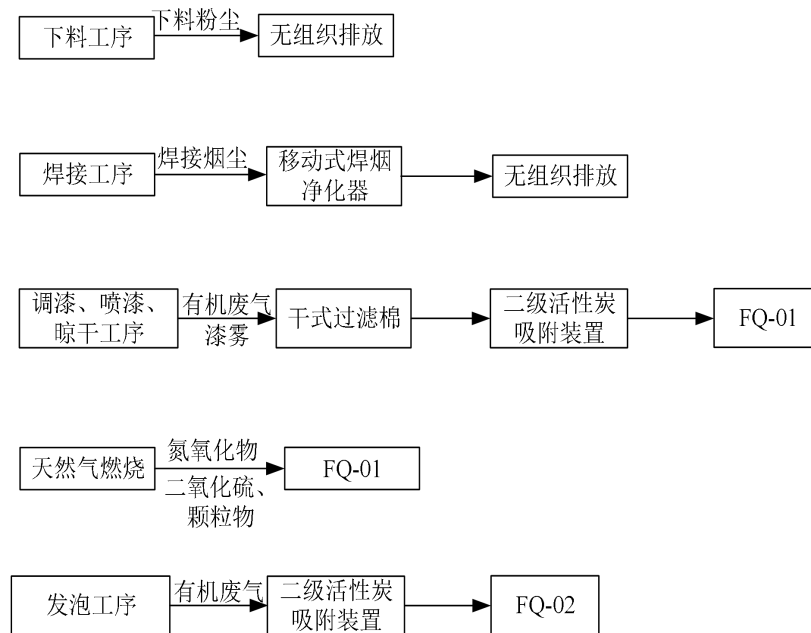 下料工序
下料粉尘
无组织排放
焊接工序
焊接烟尘
移动式焊烟
净化器
无组织排放
调漆、喷漆、
晾干工序
有机废气
漆雾
干式过滤棉
二级活性炭
吸附装置
FQ-01
天然气燃烧
氮氧化物
二氧化硫、
颗粒物
FQ-01
发泡工序
有机废气
二级活性炭
吸附装置
FQ-02